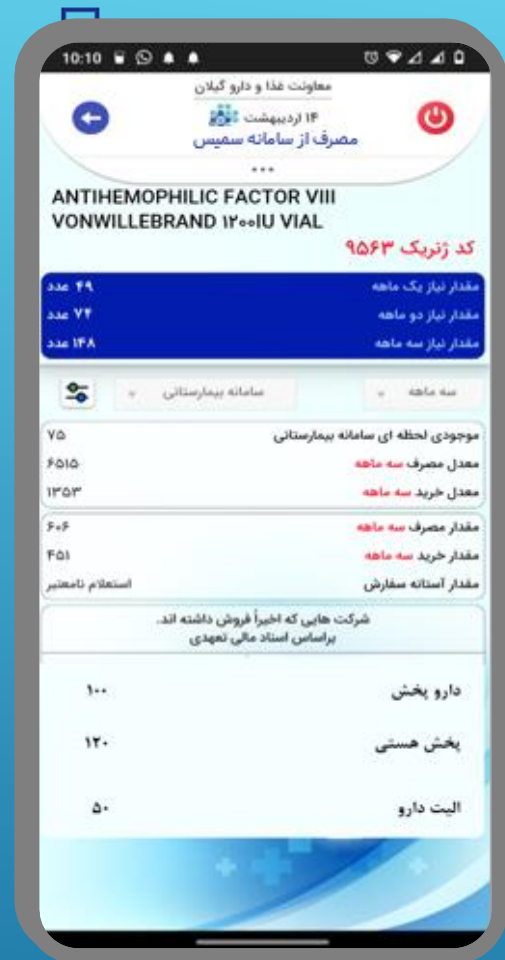 10:10
معاونت غذا و دارو گیلان
۱۴ اردیبهشت
مصرف از سامانه سمیس
...
ANTIHEMOPHILIC FACTOR VIII
VONWILLEBRAND ۱۲۰۰IU VIAL
کد ژنریک ۹۵۶۳
مقدار نیاز یک ماهه ۴۹ عدد
مقدار نیاز دو ماهه ۷۴ عدد
مقدار نیاز سه ماهه ۱۴۸ عدد
سه ماهه سامانه بیمارستانی
موجودی لحظه ای سامانه بیمارستانی ۷۵
معدل مصرف سه ماهه ۶۵۱۵
معدل خرید سه ماهه ۱۳۵۳
مقدار مصرف سه ماهه ۶۰۶
مقدار خرید سه ماهه ۴۵۱
مقدار آستانه سفارش استعلام نامعتبر
شرکت هایی که اخیراً فروش داشته اند.
براساس اسناد مالی تعهدی
دارو پخش ۱۰۰
پخش هستی ۱۲۰
الیت دارو ۵۰